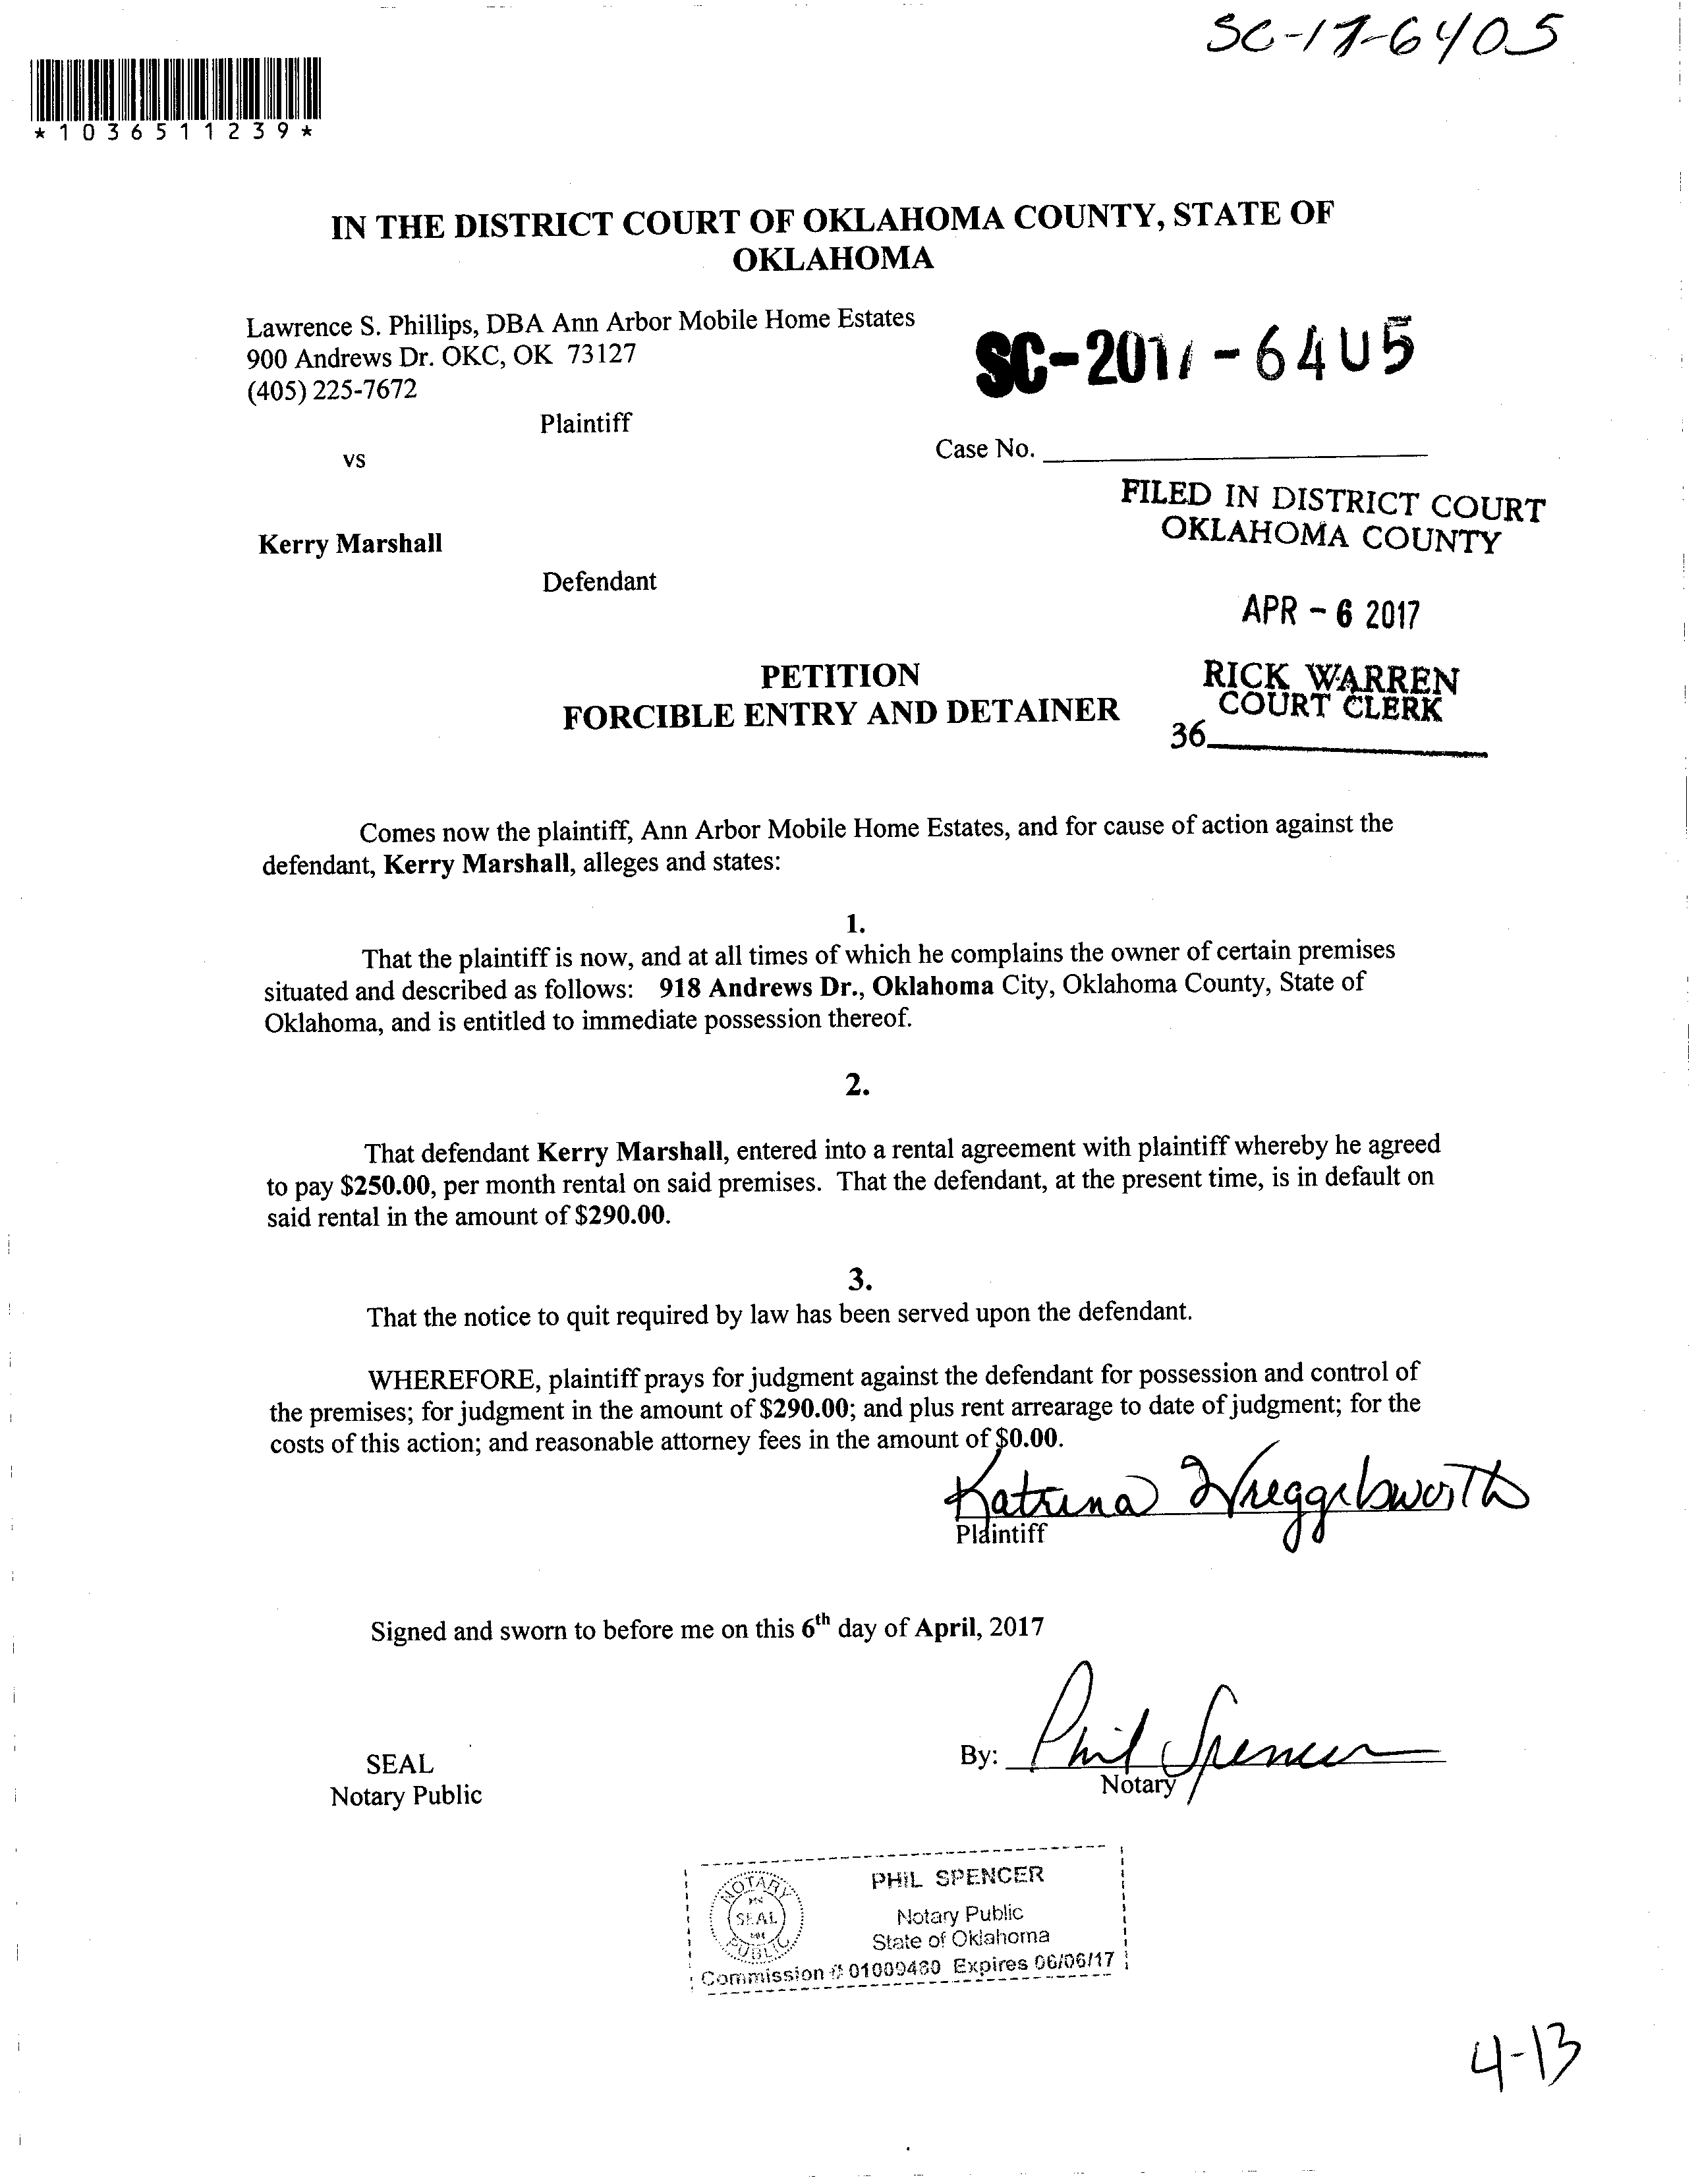 SC-17-6405
*1036511239*
IN THE DISTRICT COURT OF OKLAHOMA COUNTY, STATE OF
OKLAHOMA
Lawrence S. Phillips, DBA Ann Arbor Mobile Home Estates
900 Andrews Dr. OKC, OK 73127
(405) 225-7672
SC-2017-6405
Plaintiff
vs
Case No.
FILED IN DISTRICT COURT
OKLAHOMA COUNTY
Kerry Marshall
Defendant
APR - 6 2017
PETITION
FORCIBLE ENTRY AND DETAINER
RICK WARREN
COURT CLERK
36
Comes now the plaintiff, Ann Arbor Mobile Home Estates, and for cause of action against the
defendant, Kerry Marshall, alleges and states:
1.
That the plaintiff is now, and at all times of which he complains the owner of certain premises
situated and described as follows: 918 Andrews Dr., Oklahoma City, Oklahoma County, State of
Oklahoma, and is entitled to immediate possession thereof.
2.
That defendant Kerry Marshall, entered into a rental agreement with plaintiff whereby he agreed
to pay $250.00, per month rental on said premises. That the defendant, at the present time, is in default on
said rental in the amount of $290.00.
3.
That the notice to quit required by law has been served upon the defendant.
WHEREFORE, plaintiff prays for judgment against the defendant for possession and control of
the premises; for judgment in the amount of $290.00; and plus rent arrearage to date of judgment; for the
costs of this action; and reasonable attorney fees in the amount of $0.00.
Katrina Wreggelsworth
Plaintiff
Signed and sworn to before me on this 6th day of April, 2017
By: Phil Spencer
Notary
SEAL
Notary Public
NOTARY
SEAL
PUBLIC
PHIL SPENCER
Notary Public
State of Oklahoma
Commission # 01009480 Expires 06/06/17
4-13